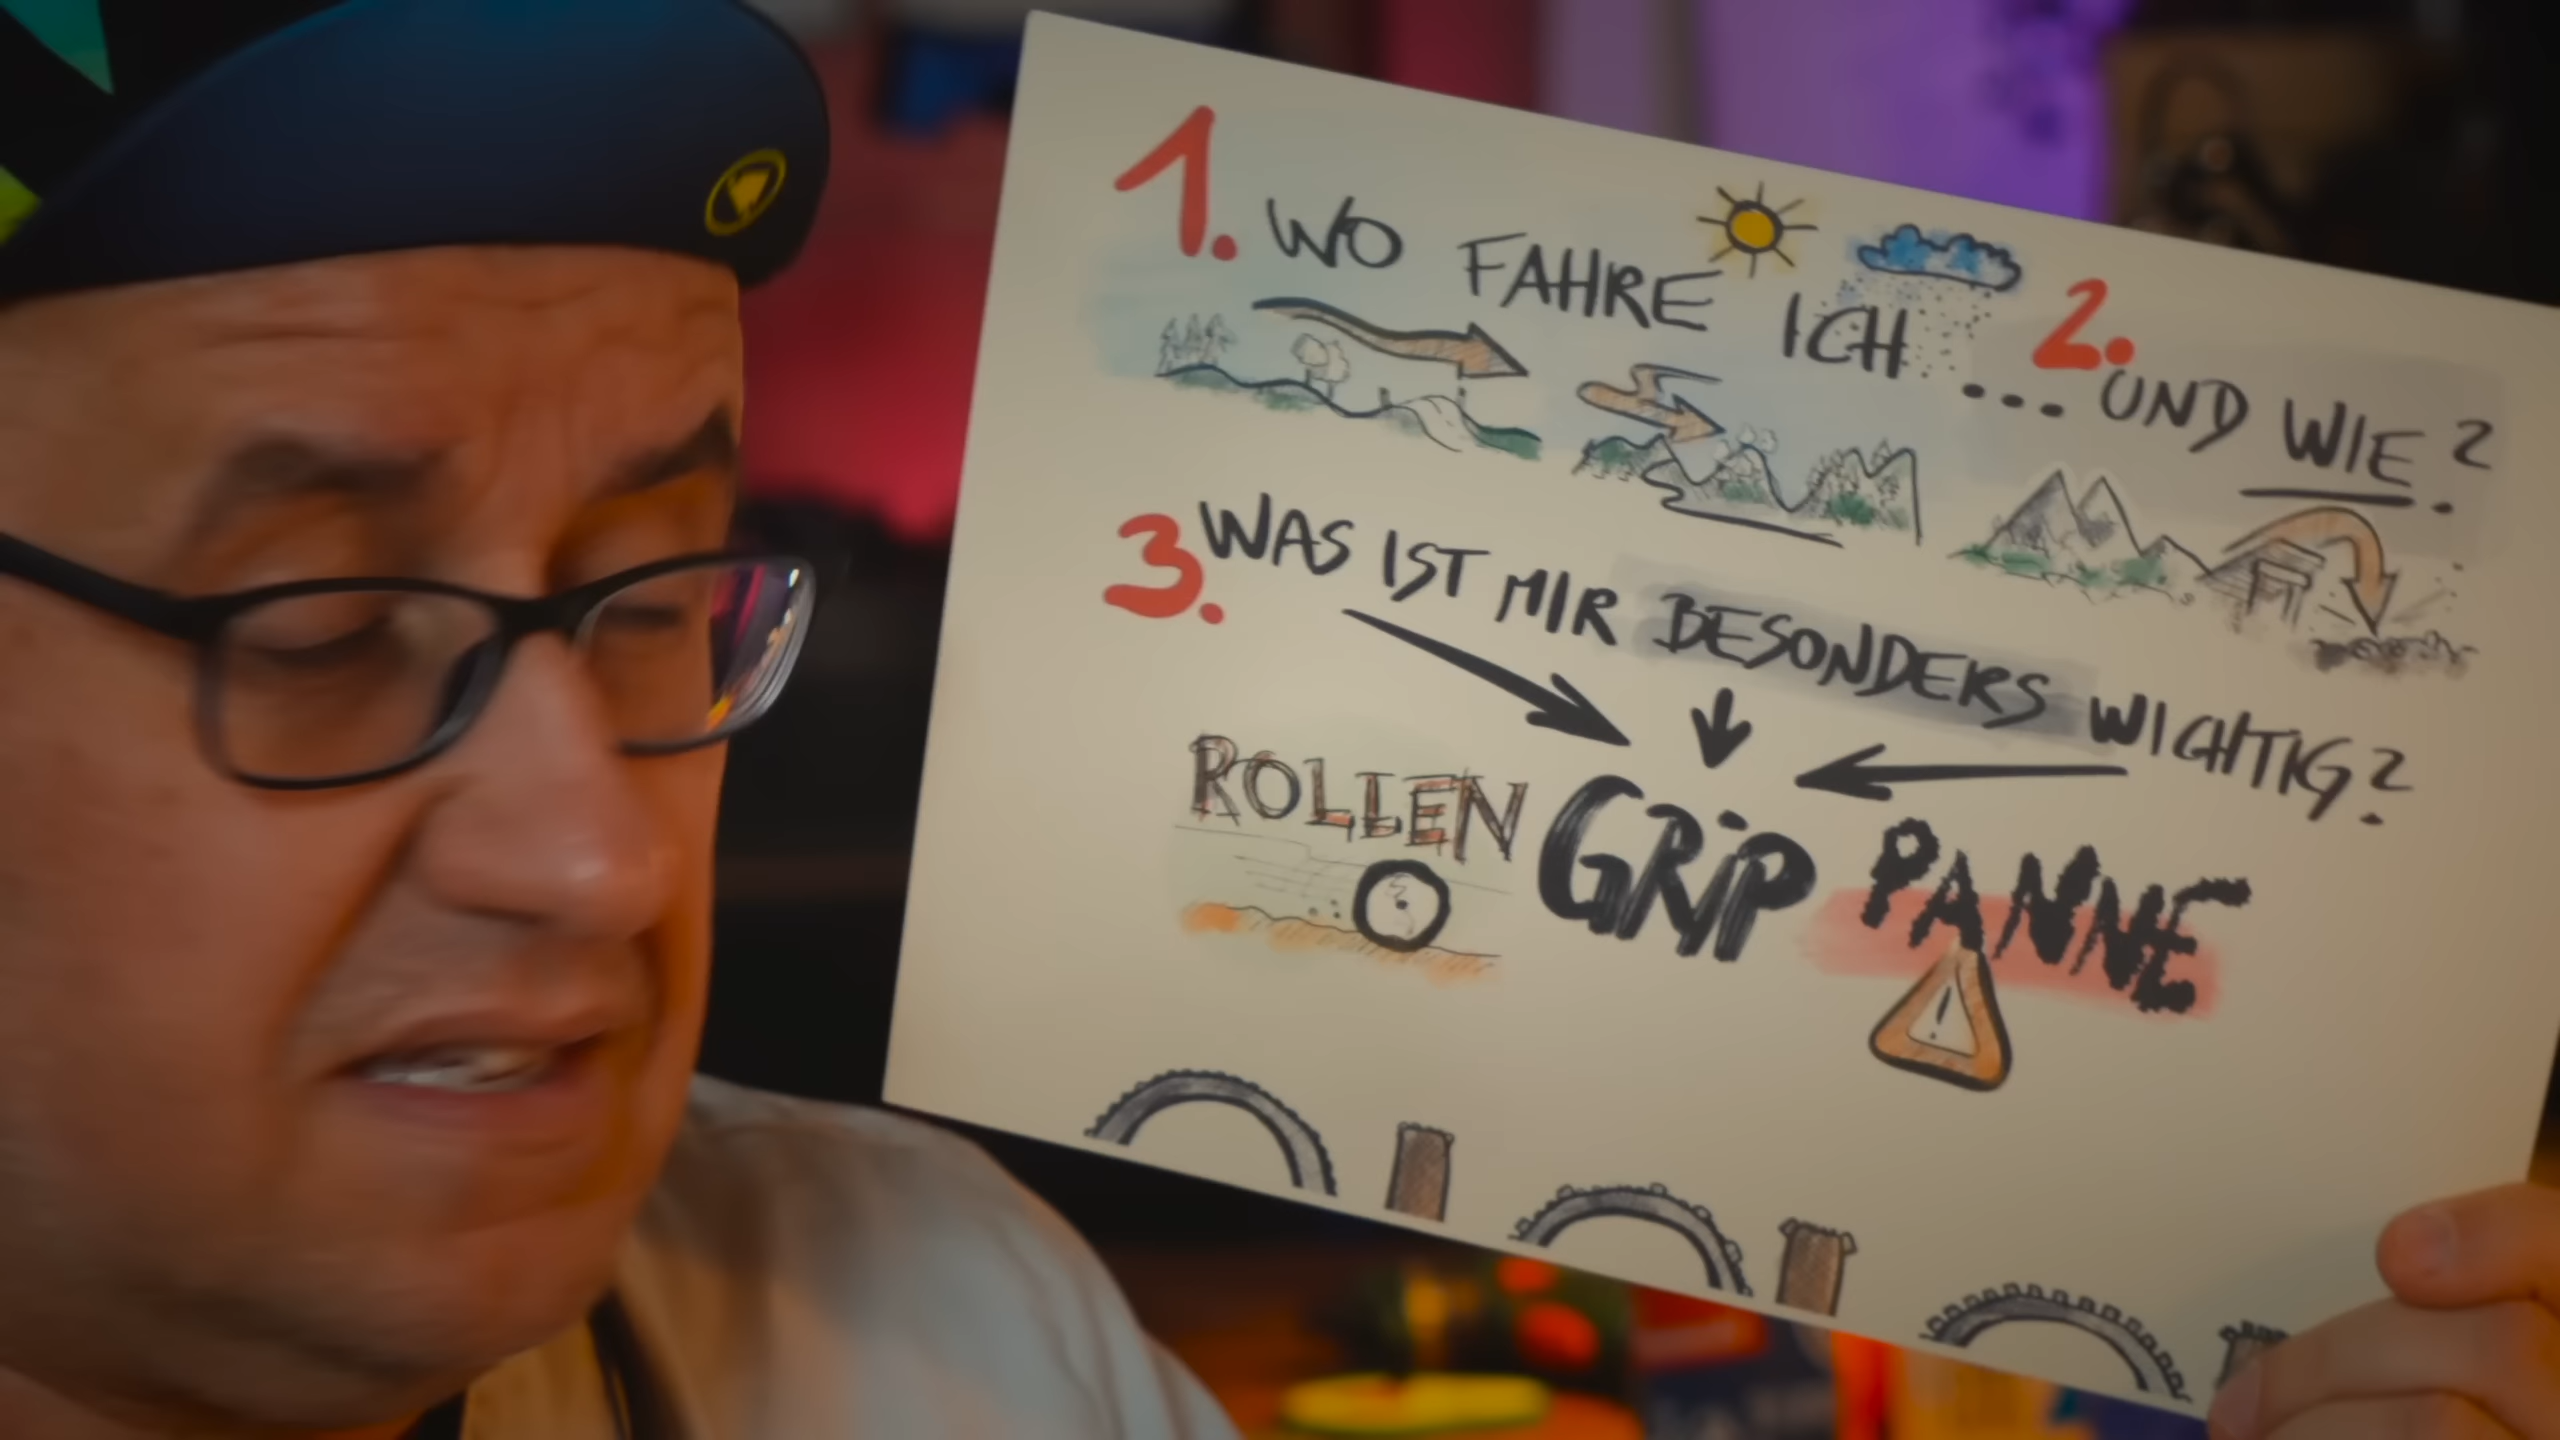 1. WO FAHRE ICH ... 2. UND WIE?
3. WAS IST MIR BESONDERS WICHTIG?
ROLLEN GRIP PANNE
!